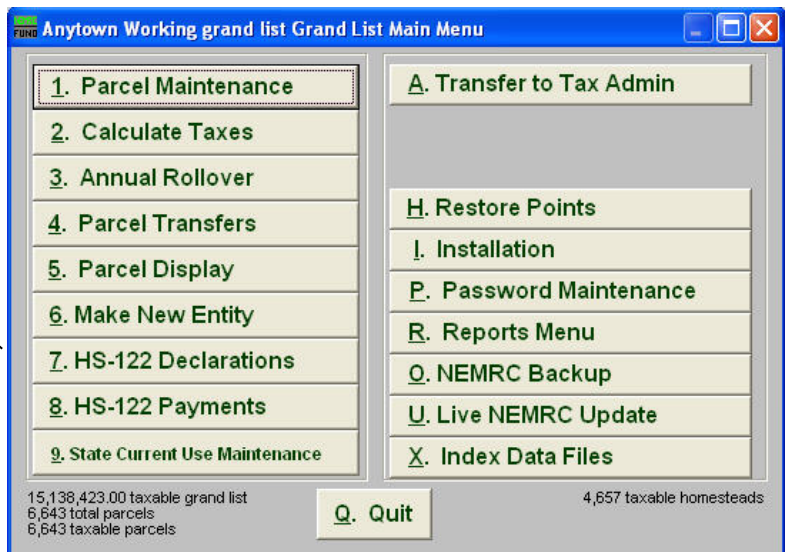 FUND Anytown Working grand list Grand List Main Menu
1. Parcel Maintenance
2. Calculate Taxes
3. Annual Rollover
4. Parcel Transfers
5. Parcel Display
6. Make New Entity
7. HS-122 Declarations
8. HS-122 Payments
9. State Current Use Maintenance
A. Transfer to Tax Admin
H. Restore Points
I. Installation
P. Password Maintenance
R. Reports Menu
O. NEMRC Backup
U. Live NEMRC Update
X. Index Data Files
15,138,423.00 taxable grand list
6,643 total parcels
6,643 taxable parcels
Q. Quit
4,657 taxable homesteads